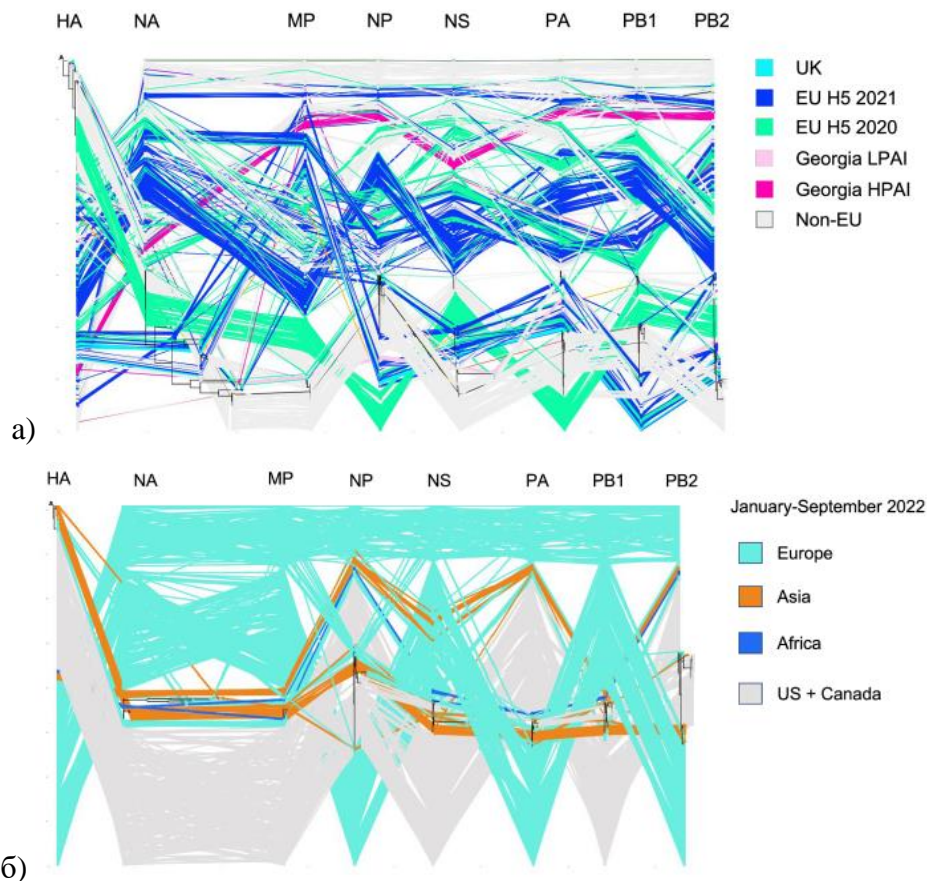 HA NA MP NP NS PA PB1 PB2
UK
EU H5 2021
EU H5 2020
Georgia LPAI
Georgia HPAI
Non-EU
а)
HA NA MP NP NS PA PB1 PB2
January-September 2022
Europe
Asia
Africa
US + Canada
б)